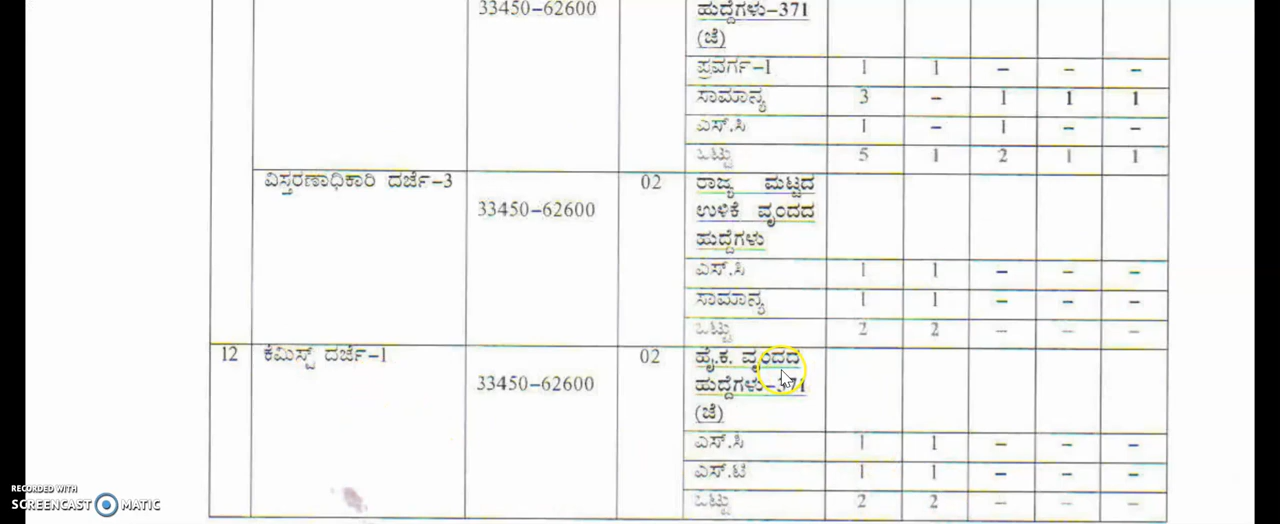 33450–62600 ಹುದ್ದೆಗಳು–371
(ಜೆ)
ಪ್ರವರ್ಗ–1 1 1 – – –
ಸಾಮಾನ್ಯ 3 – 1 1 1
ಎಸ್.ಸಿ 1 – 1 – –
ಒಟ್ಟು 5 1 2 1 1
ವಿಸ್ತರಣಾಧಿಕಾರಿ ದರ್ಜೆ–3 02 ರಾಜ್ಯ ಮಟ್ಟದ
33450–62600 ಉಳಿಕೆ ವೃಂದದ
ಹುದ್ದೆಗಳು
ಎಸ್.ಸಿ 1 1 – – –
ಸಾಮಾನ್ಯ 1 1 – – –
ಒಟ್ಟು 2 2 – – –
12 ಕೆಮಿಸ್ಟ್ ದರ್ಜೆ–1 02 ಹೈ.ಕ. ವೃಂದದ
33450–62600 ಹುದ್ದೆಗಳು–371
(ಜೆ)
ಎಸ್.ಸಿ 1 1 – – –
ಎಸ್.ಟಿ 1 1 – – –
ಒಟ್ಟು 2 2 – – –
RECORDED WITH
SCREENCAST MATIC